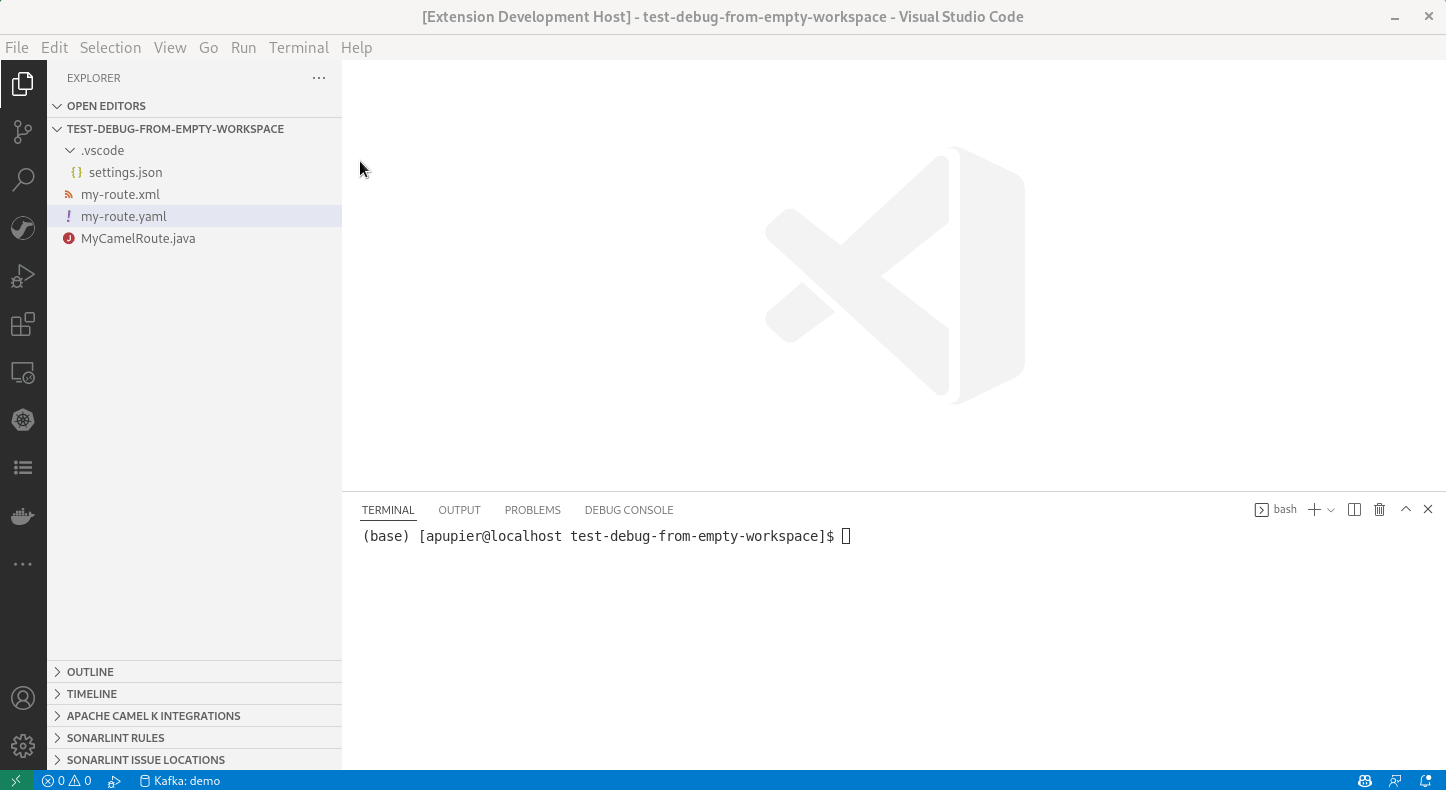 [Extension Development Host] - test-debug-from-empty-workspace - Visual Studio Code
File Edit Selection View Go Run Terminal Help
EXPLORER
OPEN EDITORS
TEST-DEBUG-FROM-EMPTY-WORKSPACE
.vscode
{} settings.json
my-route.xml
! my-route.yaml
J MyCamelRoute.java
OUTLINE
TIMELINE
APACHE CAMEL K INTEGRATIONS
SONARLINT RULES
SONARLINT ISSUE LOCATIONS
TERMINAL OUTPUT PROBLEMS DEBUG CONSOLE bash
(base) [apupier@localhost test-debug-from-empty-workspace]$
0 0 Kafka: demo